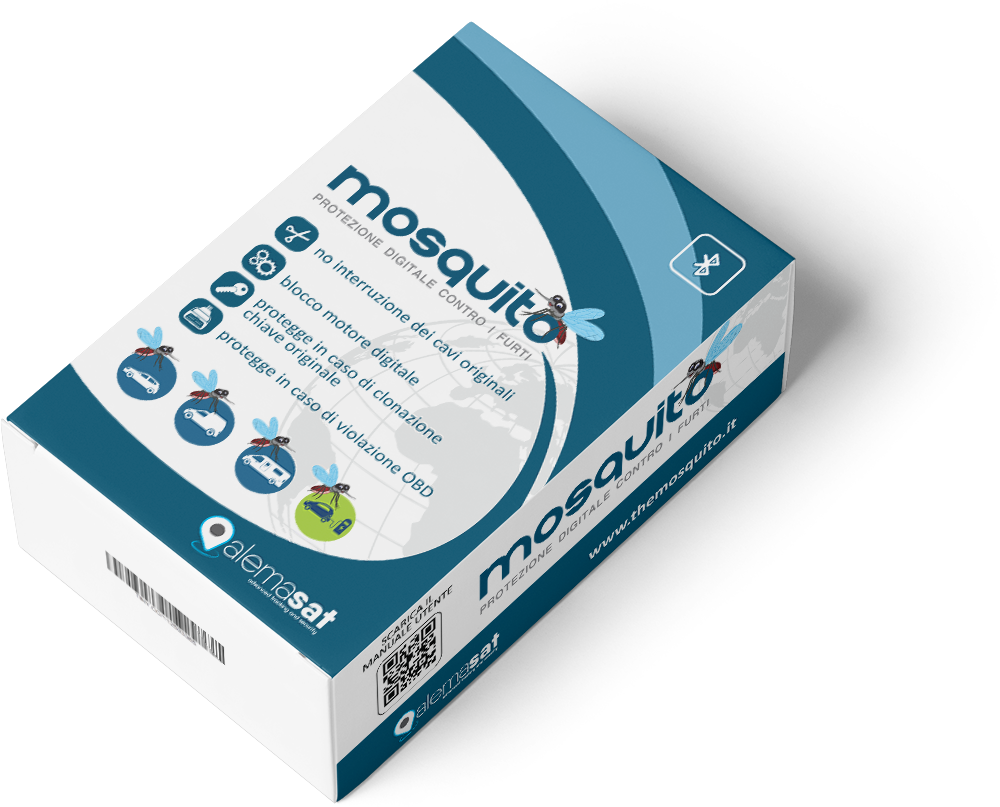 mosquito
PROTEZIONE DIGITALE CONTRO I FURTI
no interruzione dei cavi originali
blocco motore digitale
protegge in caso di clonazione
chiave originale
protegge in caso di violazione OBD
alemasat
advanced tracking and security
mosquito
PROTEZIONE DIGITALE CONTRO I FURTI
www.themosquito.it
SCARICA IL
MANUALE UTENTE
alemasat